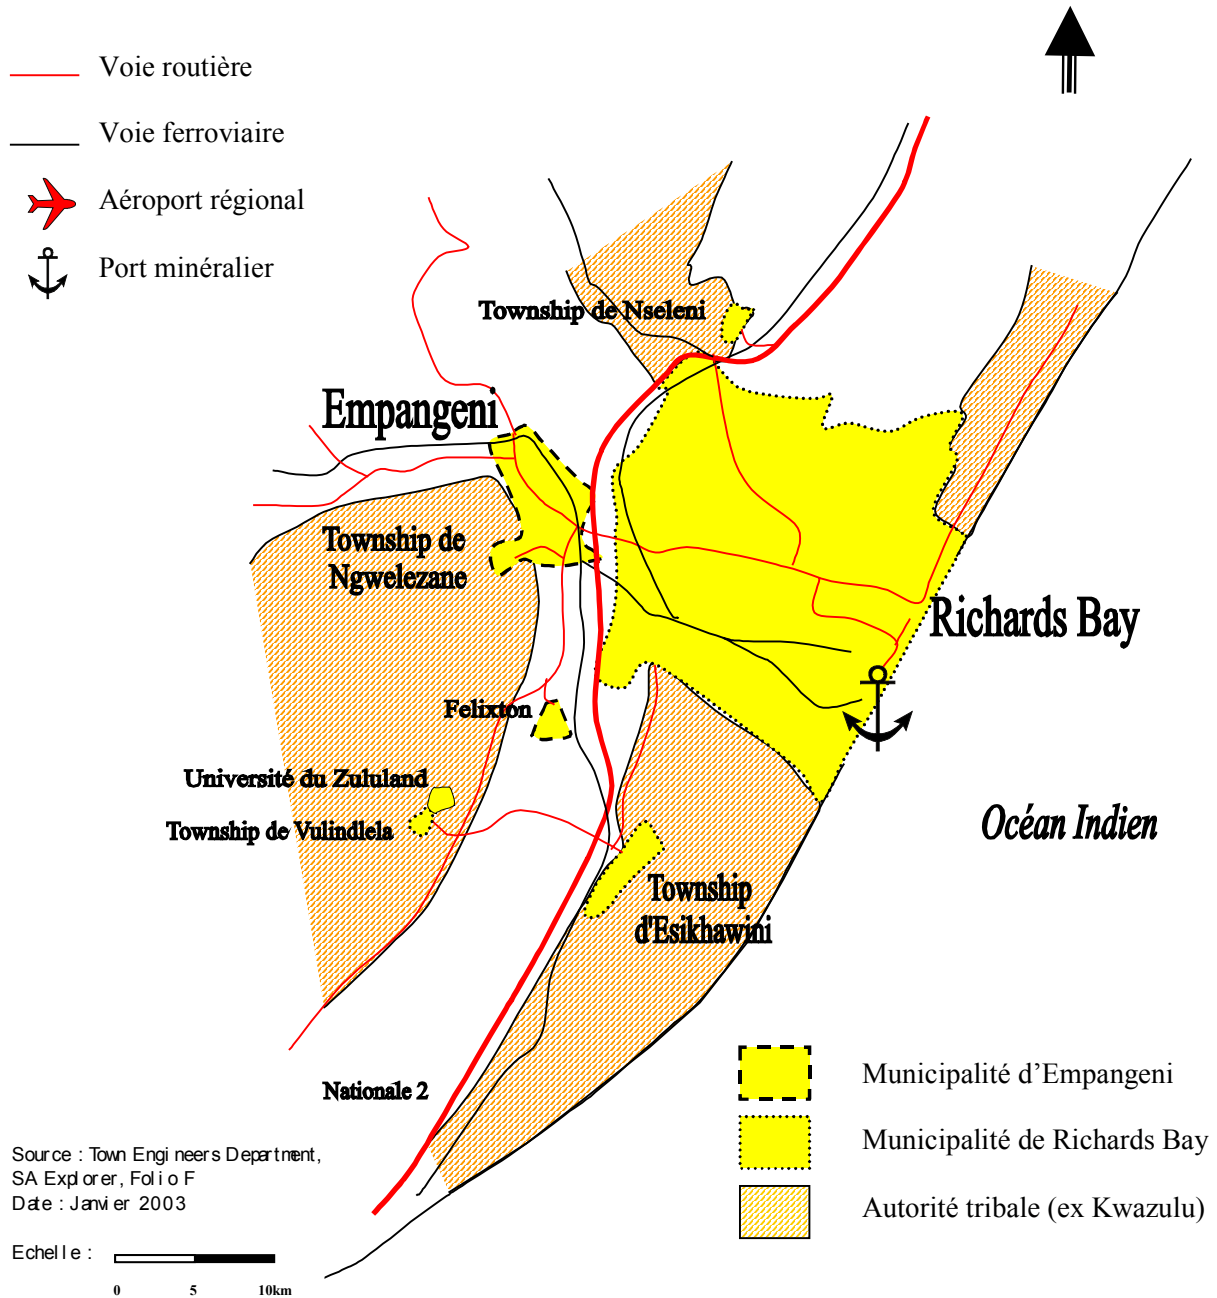 Voie routière
Voie ferroviaire
Aéroport régional
Port minéralier
Township de Nseleni
Empangeni
Township de
Ngwelezane
Richards Bay
Felixton
Université du Zululand
Township de Vulindlela
Océan Indien
Township
d'Esikhawini
Nationale 2
Municipalité d’Empangeni
Municipalité de Richards Bay
Autorité tribale (ex Kwazulu)
Source : Town Engineers Department,
SA Explorer, Folio F
Date : Janvier 2003
Echelle :
0 5 10km